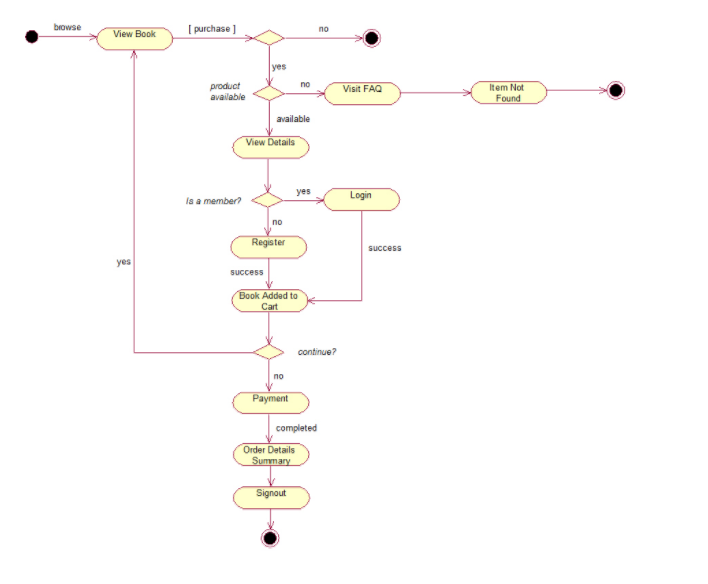 browse
View Book
[ purchase ]
no
yes
product
available
no
Visit FAQ
Item Not
Found
available
View Details
Is a member?
yes
Login
no
Register
success
success
yes
Book Added to
Cart
continue?
no
Payment
completed
Order Details
Summary
Signout